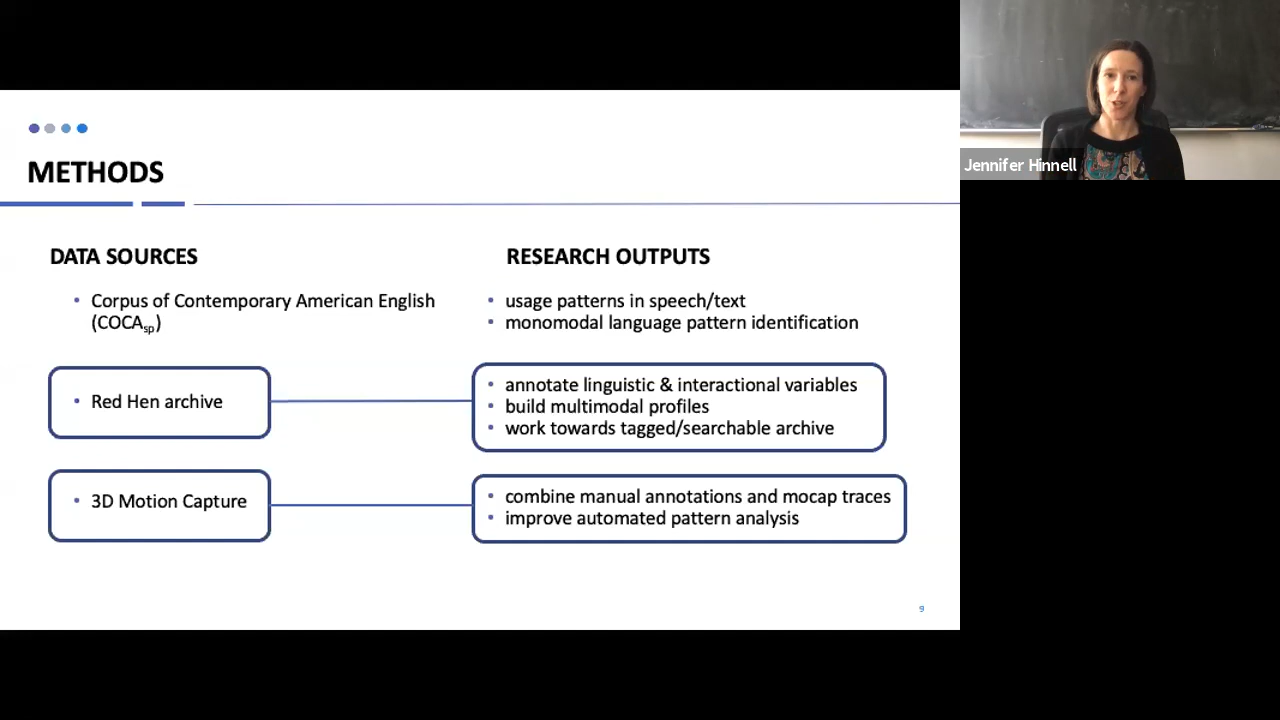 METHODS
DATA SOURCES
• Corpus of Contemporary American English
(COCAsp)
• Red Hen archive
• 3D Motion Capture
RESEARCH OUTPUTS
• usage patterns in speech/text
• monomodal language pattern identification
• annotate linguistic & interactional variables
• build multimodal profiles
• work towards tagged/searchable archive
• combine manual annotations and mocap traces
• improve automated pattern analysis
9
Jennifer Hinnell